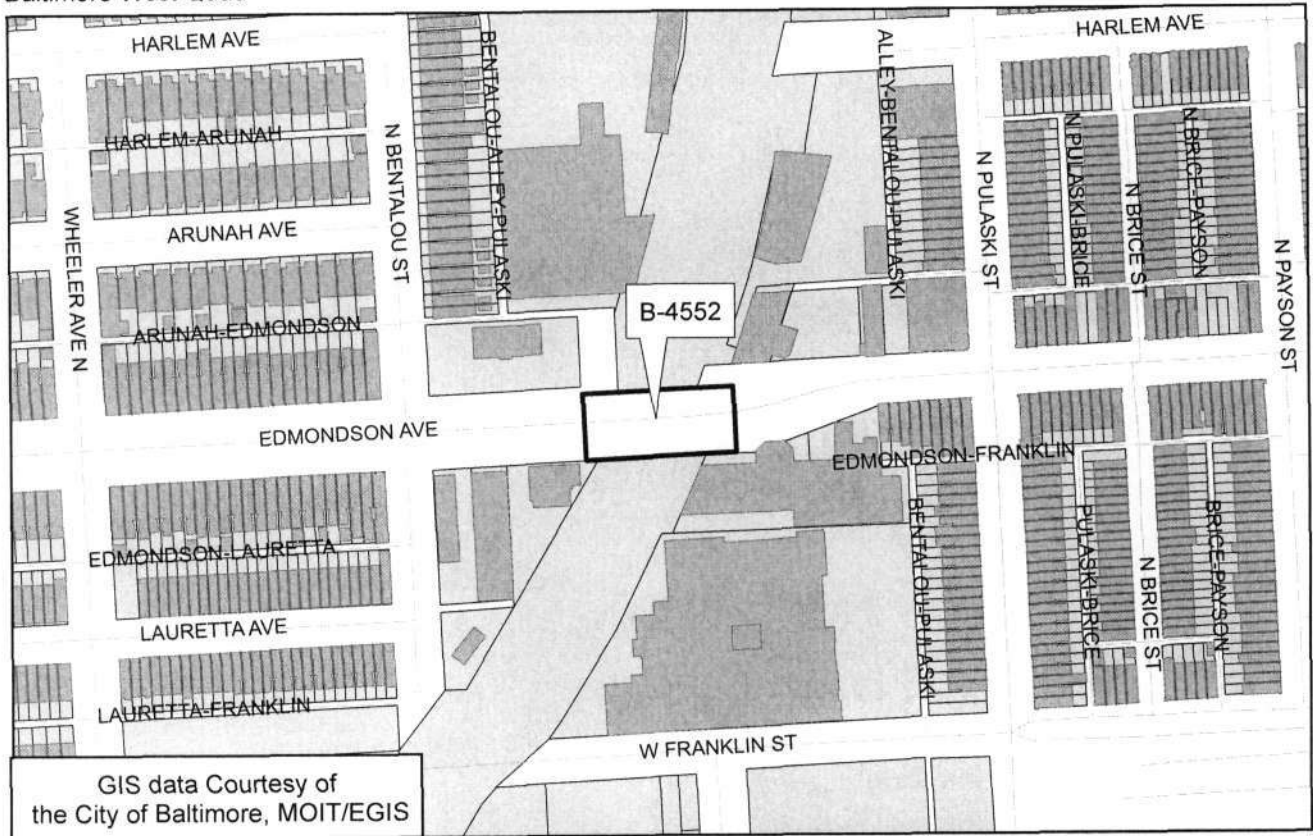 HARLEM AVE
HARLEM AVE
BENTALOU-ALLEY-PULASKI
ALLEY-BENTALOU-PULASKI
HARLEM-ARUNAH
N BENTALOU ST
N PULASKI ST
N PULASKI-BRICE
N BRICE ST
N BRICE-PAYSON
N PAYSON ST
WHEELER AVE N
ARUNAH AVE
B-4552
ARUNAH-EDMONDSON
EDMONDSON AVE
EDMONDSON-FRANKLIN
BENTALOU-PULASKI
PULASKI-BRICE
N BRICE ST
BRICE-PAYSON
EDMONDSON-LAURETTA
LAURETTA AVE
LAURETTA-FRANKLIN
W FRANKLIN ST
GIS data Courtesy of
the City of Baltimore, MOIT/EGIS